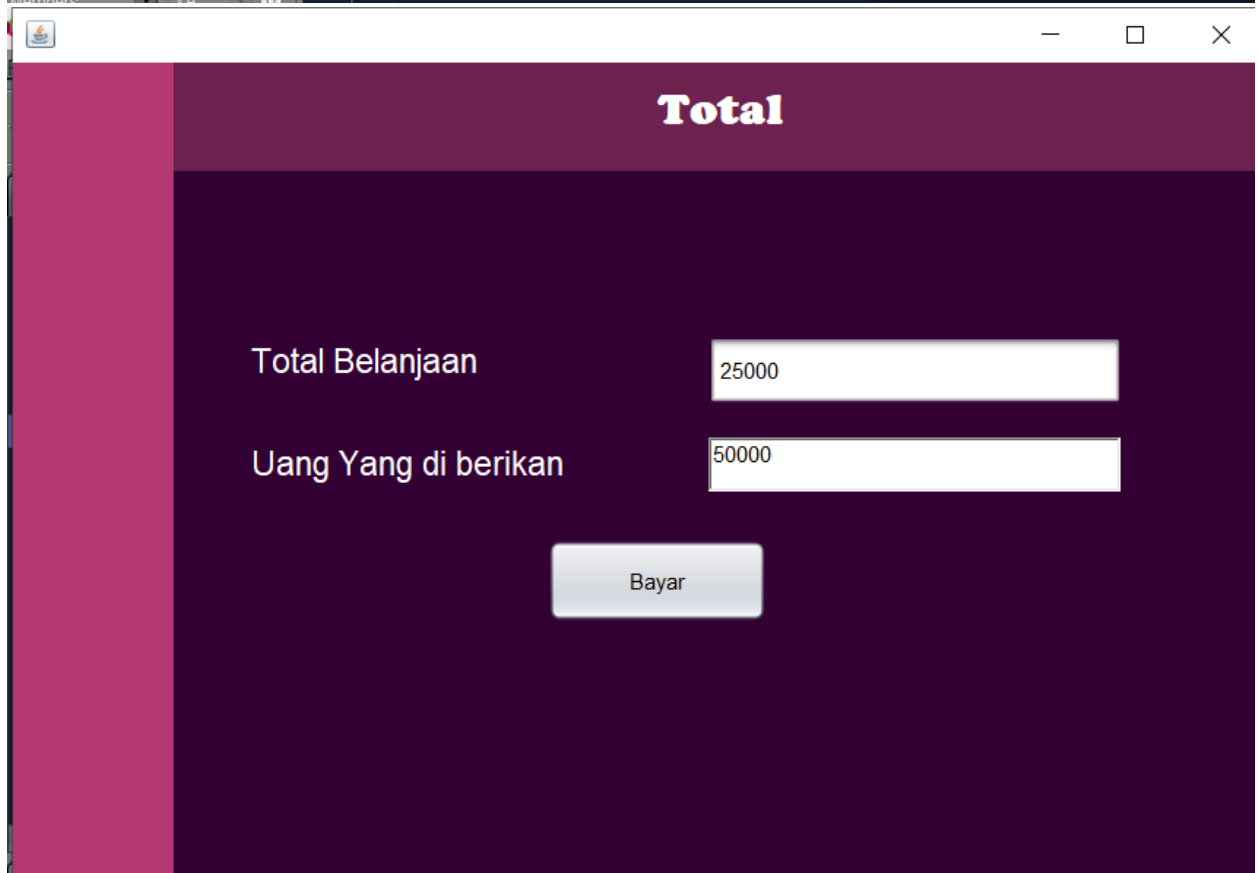 Total
Total Belanjaan
25000
Uang Yang di berikan
50000
Bayar